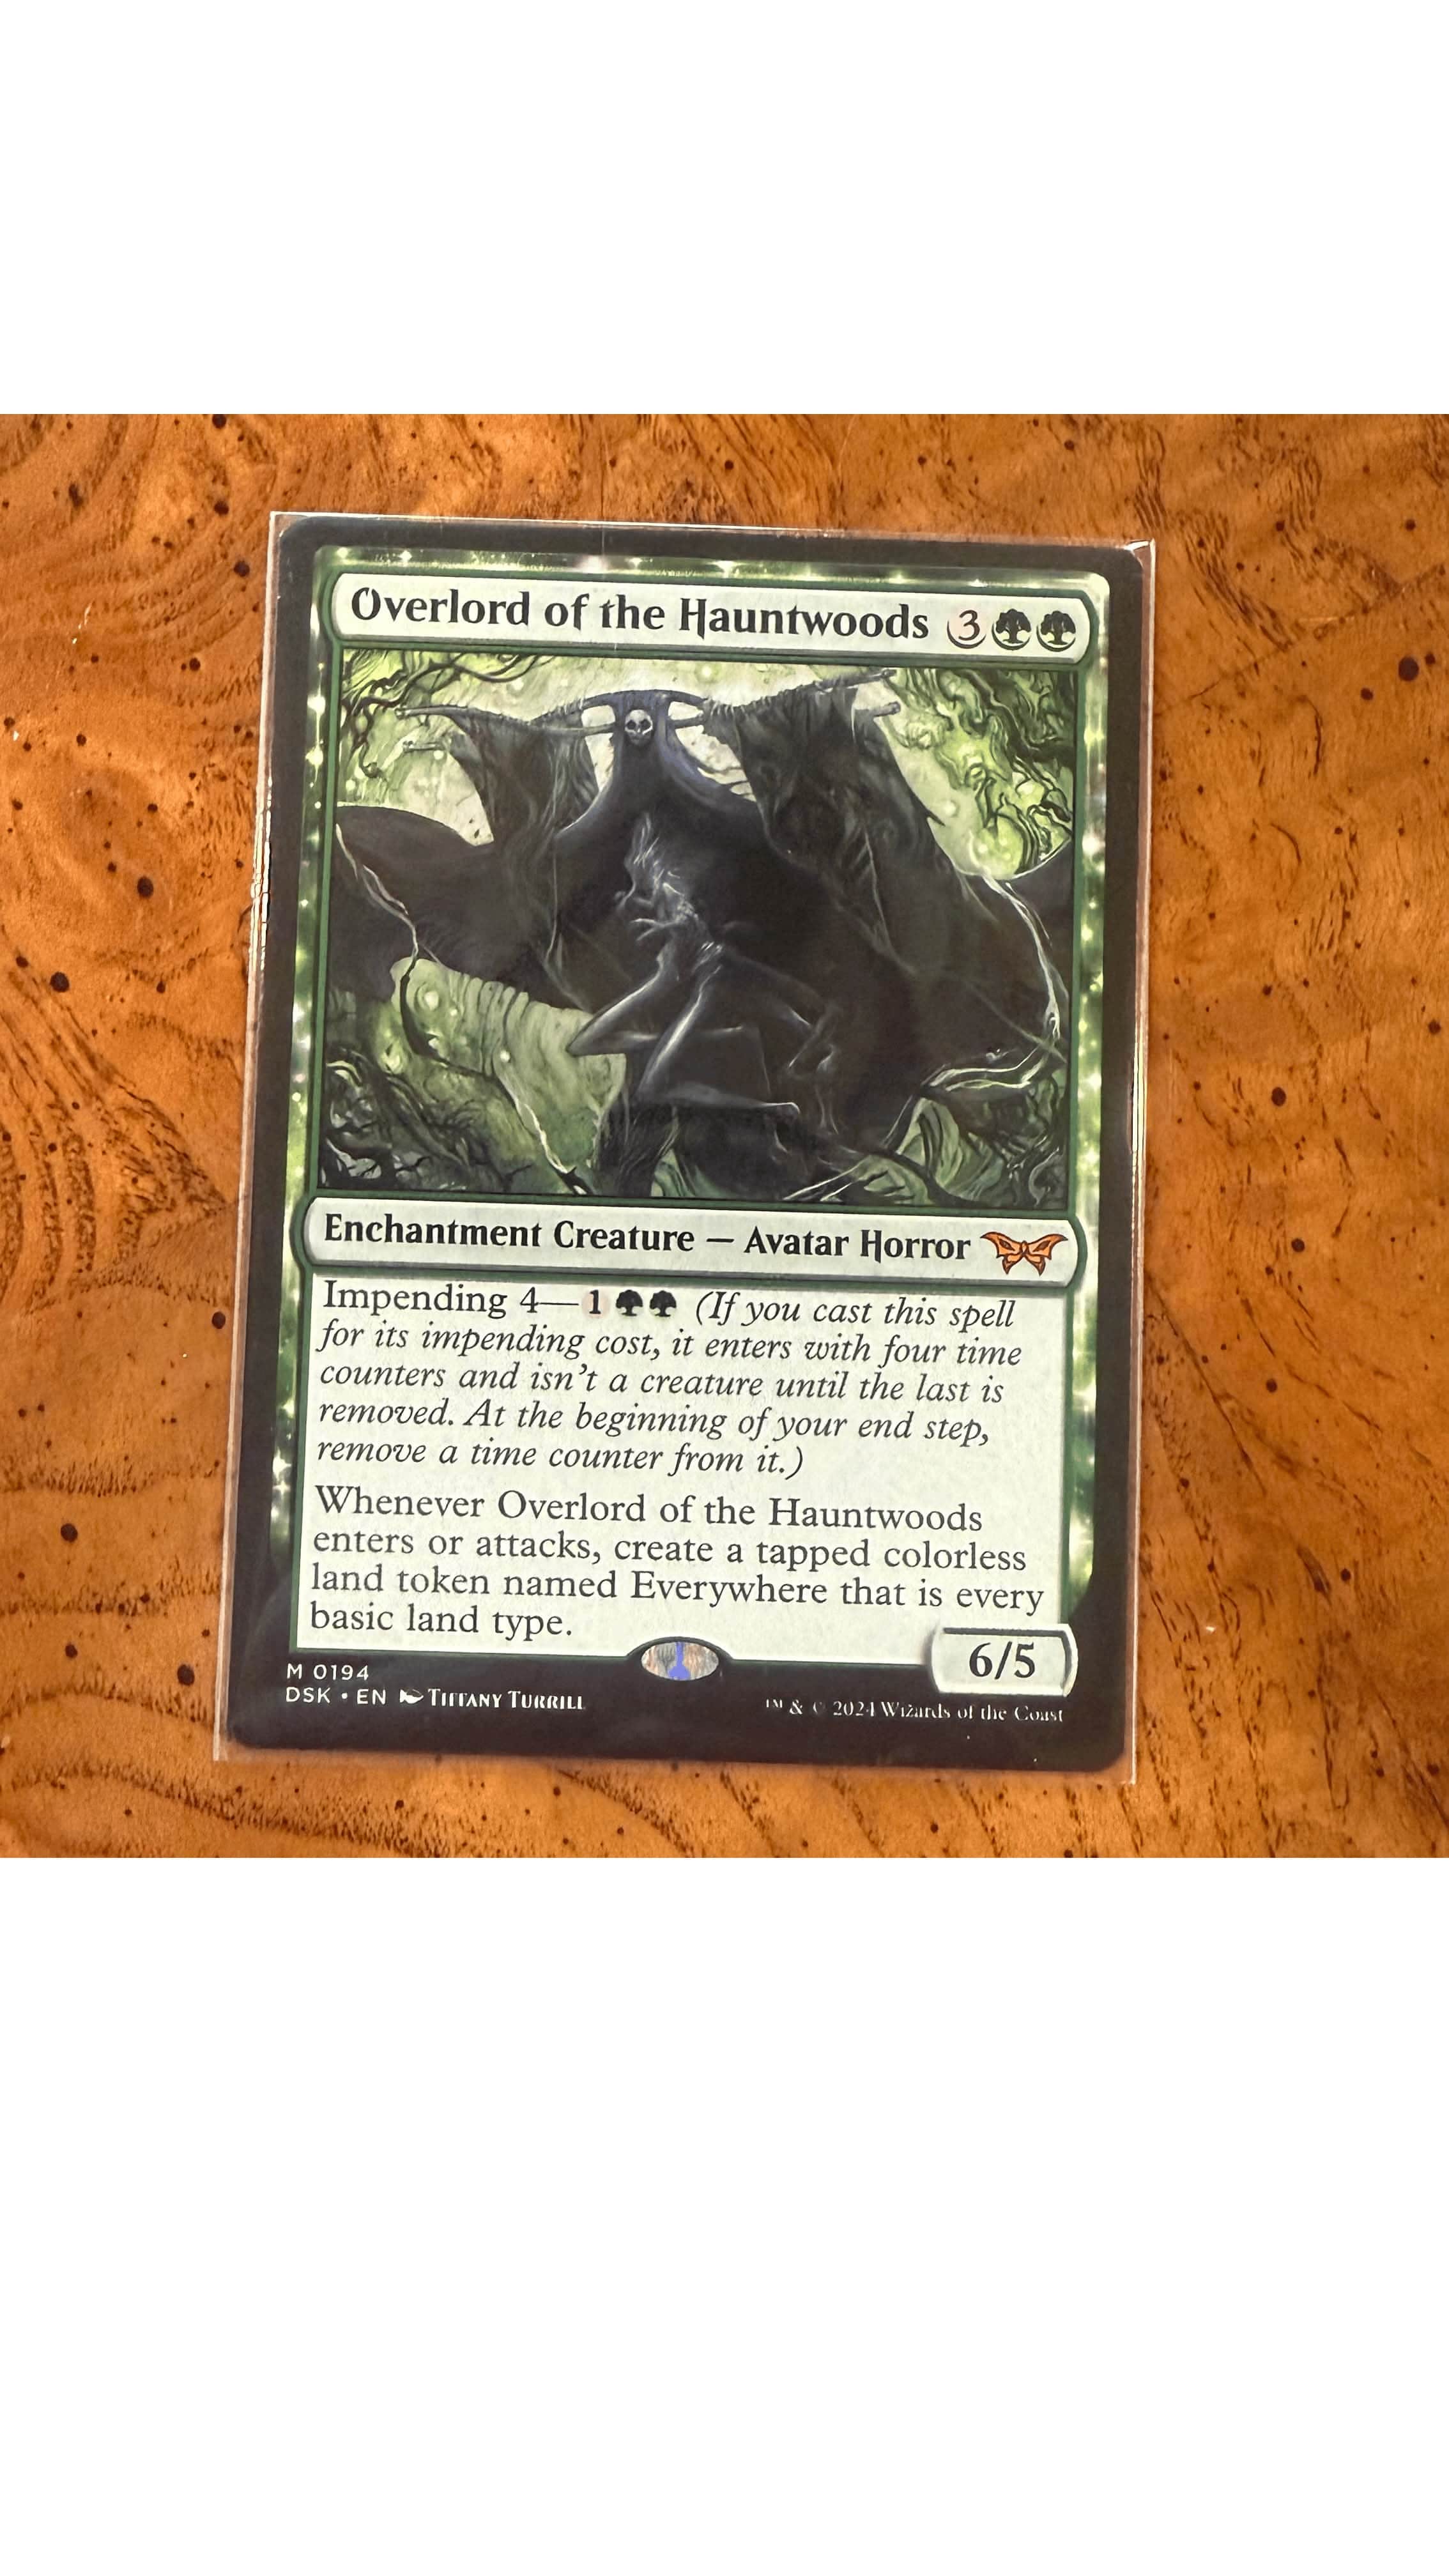 Overlord of the Hauntwoods 3
Enchantment Creature — Avatar Horror
Impending 4—1 (If you cast this spell
for its impending cost, it enters with four time
counters and isn't a creature until the last is
removed. At the beginning of your end step,
remove a time counter from it.)
Whenever Overlord of the Hauntwoods
enters or attacks, create a tapped colorless
land token named Everywhere that is every
basic land type.
6/5
M 0194
DSK • EN TIFFANY TURRILL
™ & © 2024 Wizards of the Coast